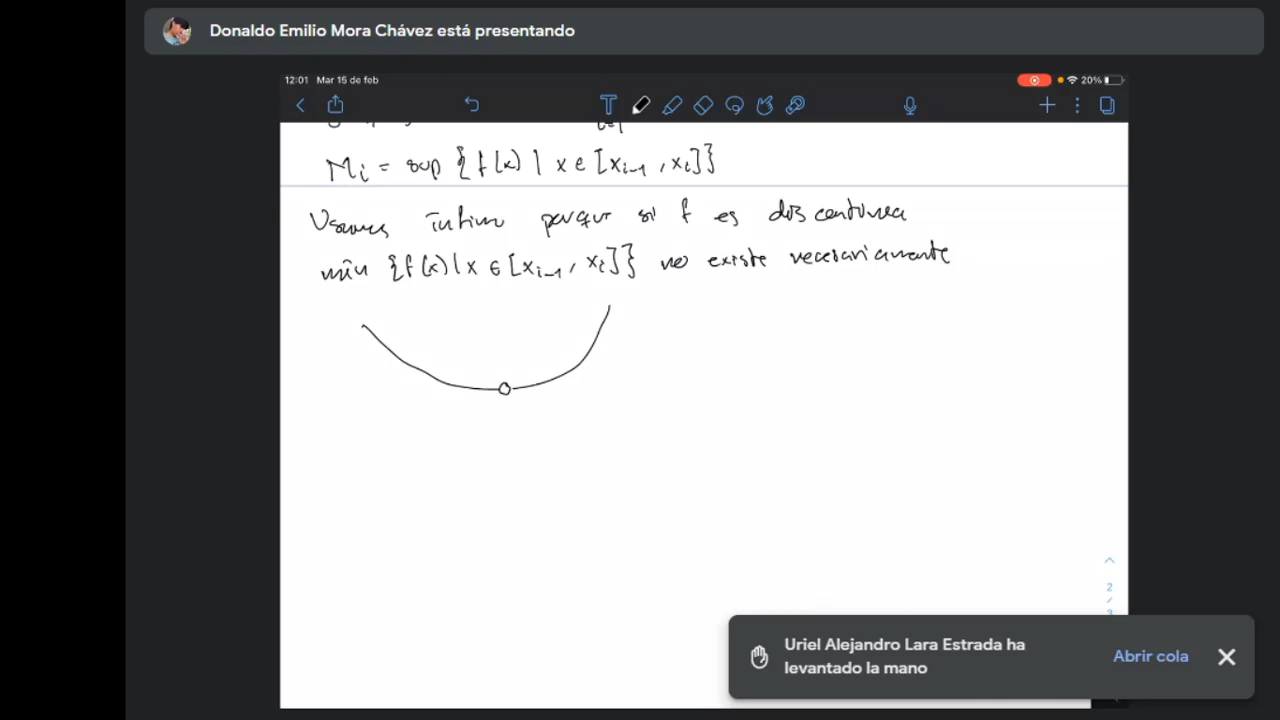 Donaldo Emilio Mora Chávez está presentando
12:01 Mar 15 de feb
20%
Mi = sup {f(x) | x ∈ [xi-1, xi]}
Usamos ínfimo porque si f es discontinua
mín {f(x) | x ∈ [xi-1, xi]} no existe necesariamente
2
/
3
Uriel Alejandro Lara Estrada ha
levantado la mano
Abrir cola